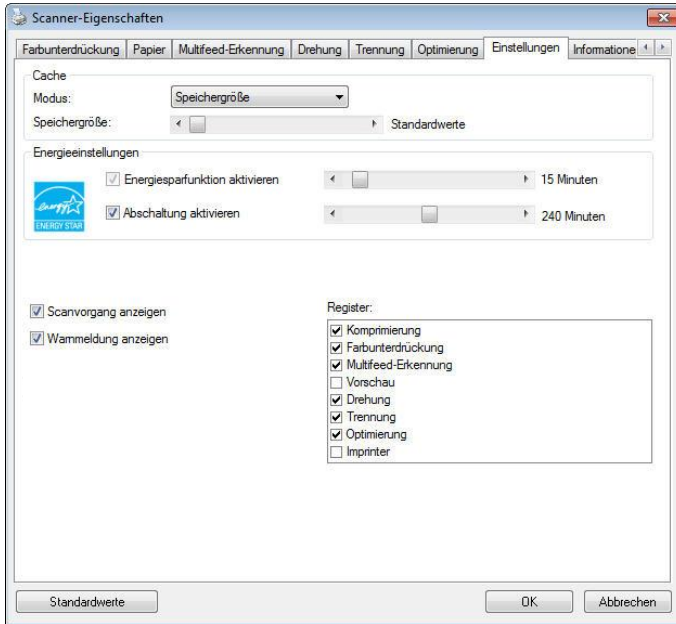 Scanner-Eigenschaften
Farbunterdrückung Papier Multifeed-Erkennung Drehung Trennung Optimierung Einstellungen Informatione
Cache
Modus: Speichergröße
Speichergröße: Standardwerte
Energieeinstellungen
Energiesparfunktion aktivieren 15 Minuten
Abschaltung aktivieren 240 Minuten
energy
ENERGY STAR
Scanvorgang anzeigen
Warnmeldung anzeigen
Register:
Komprimierung
Farbunterdrückung
Multifeed-Erkennung
Vorschau
Drehung
Trennung
Optimierung
Imprinter
Standardwerte OK Abbrechen